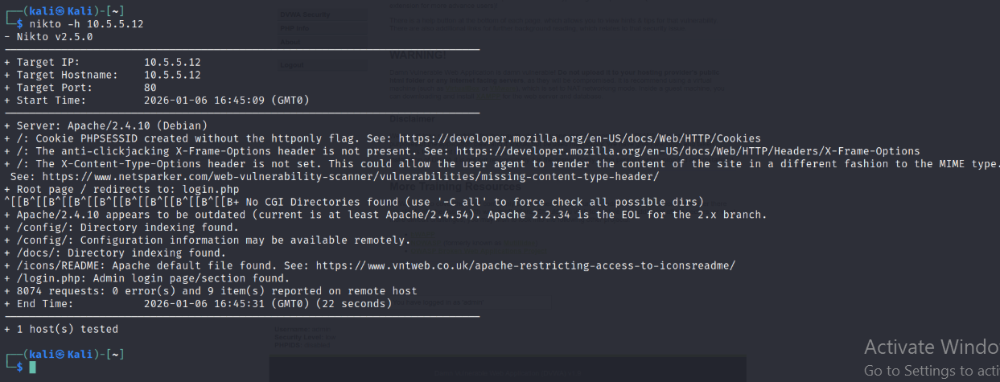 (kali㉿Kali)-[~]
$ nikto -h 10.5.5.12
- Nikto v2.5.0
+ Target IP: 10.5.5.12
+ Target Hostname: 10.5.5.12
+ Target Port: 80
+ Start Time: 2026-01-06 16:45:09 (GMT0)
+ Server: Apache/2.4.10 (Debian)
+ /: Cookie PHPSESSID created without the httponly flag. See: https://developer.mozilla.org/en-US/docs/Web/HTTP/Cookies
+ /: The anti-clickjacking X-Frame-Options header is not present. See: https://developer.mozilla.org/en-US/docs/Web/HTTP/Headers/X-Frame-Options
+ /: The X-Content-Type-Options header is not set. This could allow the user agent to render the content of the site in a different fashion to the MIME type.
See: https://www.netsparker.com/web-vulnerability-scanner/vulnerabilities/missing-content-type-header/
+ Root page / redirects to: login.php
^[[B^[[B^[[B^[[B^[[B^[[B^[[B^[[B^[[B+ No CGI Directories found (use '-C all' to force check all possible dirs)
+ Apache/2.4.10 appears to be outdated (current is at least Apache/2.4.54). Apache 2.2.34 is the EOL for the 2.x branch.
+ /config/: Directory indexing found.
+ /config/: Configuration information may be available remotely.
+ /docs/: Directory indexing found.
+ /icons/README: Apache default file found. See: https://www.vntweb.co.uk/apache-restricting-access-to-iconsreadme/
+ /login.php: Admin login page/section found.
+ 8074 requests: 0 error(s) and 9 item(s) reported on remote host
+ End Time: 2026-01-06 16:45:31 (GMT0) (22 seconds)
+ 1 host(s) tested
(kali㉿Kali)-[~]
$
DVWA Security
PHP Info
About
Logout
WARNING!
Disclaimer
More Training Resources
Activate Windo
Go to Settings to acti